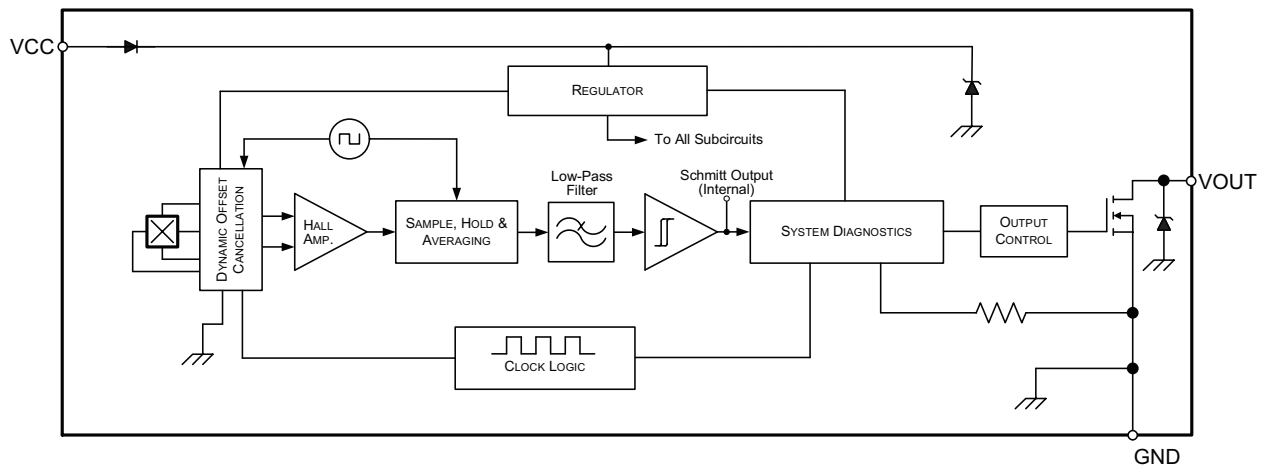 VCC
REGULATOR
To All Subcircuits
DYNAMIC OFFSET
CANCELLATION
HALL
AMP.
SAMPLE, HOLD &
AVERAGING
Low-Pass
Filter
Schmitt Output
(Internal)
SYSTEM DIAGNOSTICS
OUTPUT
CONTROL
VOUT
CLOCK LOGIC
GND